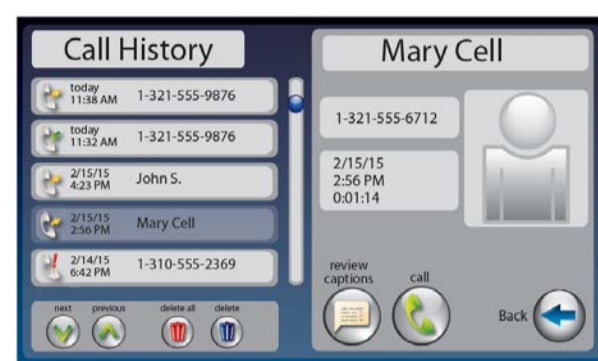 Call History
today
11:38 AM
1-321-555-9876
today
11:32 AM
1-321-555-9876
2/15/15
4:23 PM
John S.
2/15/15
2:56 PM
Mary Cell
2/14/15
6:42 PM
1-310-555-2369
next
previous
delete all
delete
Mary Cell
1-321-555-6712
2/15/15
2:56 PM
0:01:14
review
captions
call
Back